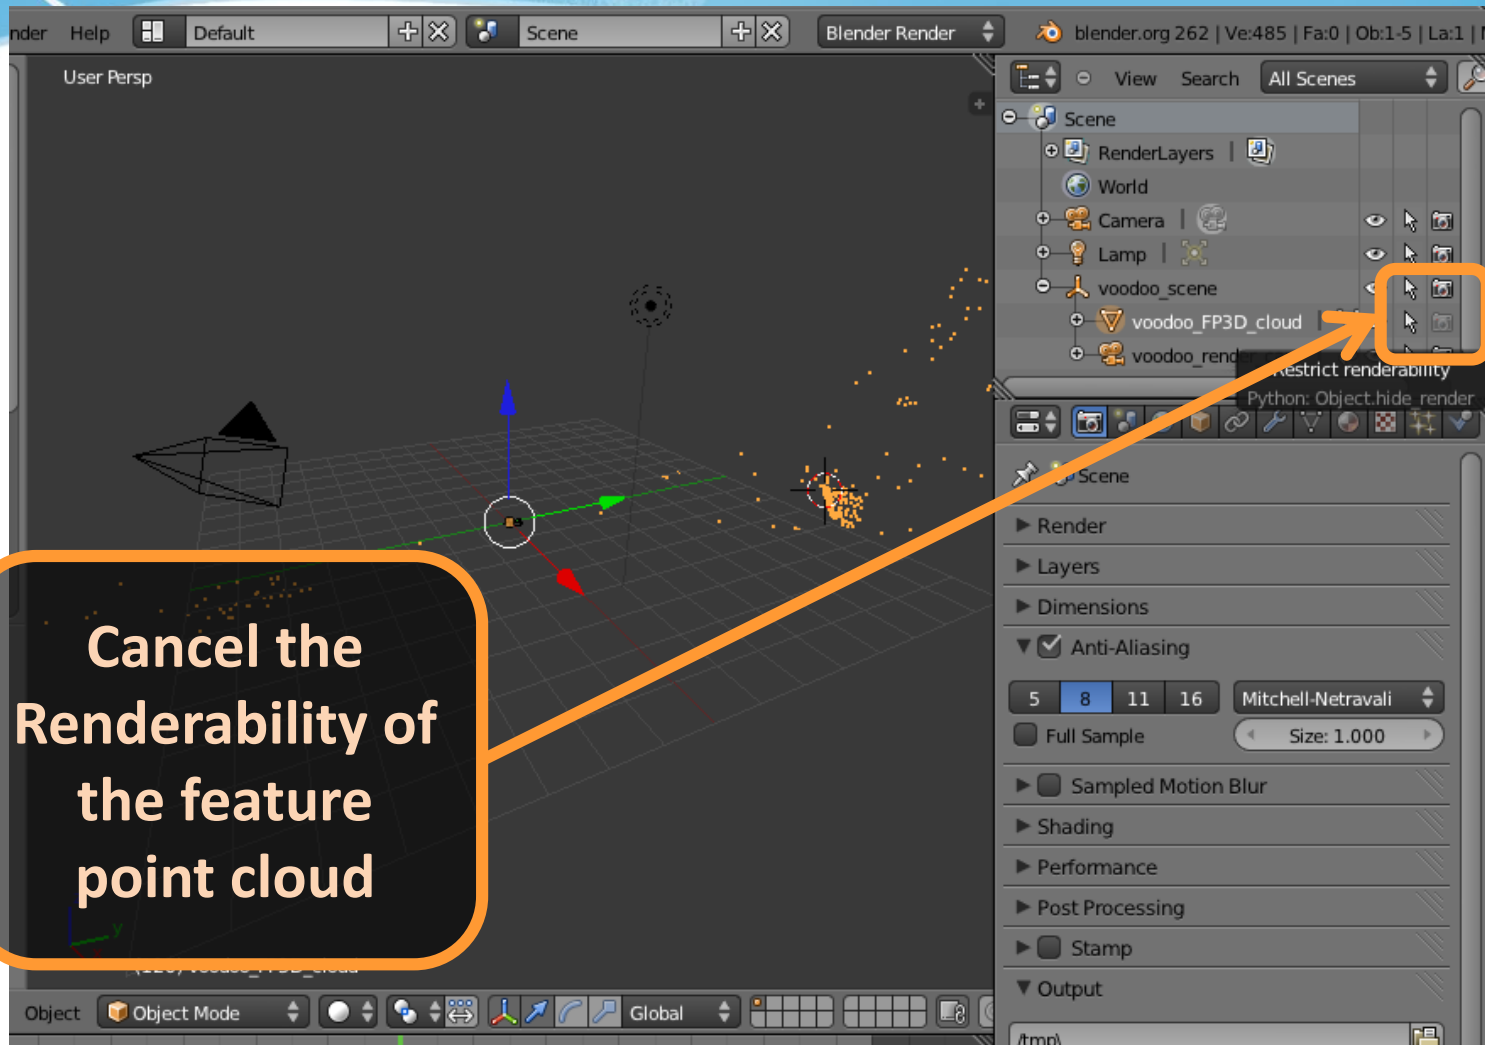 nder Help Default Scene Blender Render blender.org 262 | Ve:485 | Fa:0 | Ob:1-5 | La:1 |
User Persp
View Search All Scenes
Scene
RenderLayers
World
Camera
Lamp
voodoo_scene
voodoo_FP3D_cloud
voodoo_rend
Restrict renderability
Python: Object.hide_render
Scene
Render
Layers
Dimensions
Anti-Aliasing
5 8 11 16 Mitchell-Netravali
Full Sample Size: 1.000
Sampled Motion Blur
Shading
Performance
Post Processing
Stamp
Output
/tmp\
Cancel the
Renderability of
the feature
point cloud
y
Object Object Mode Global